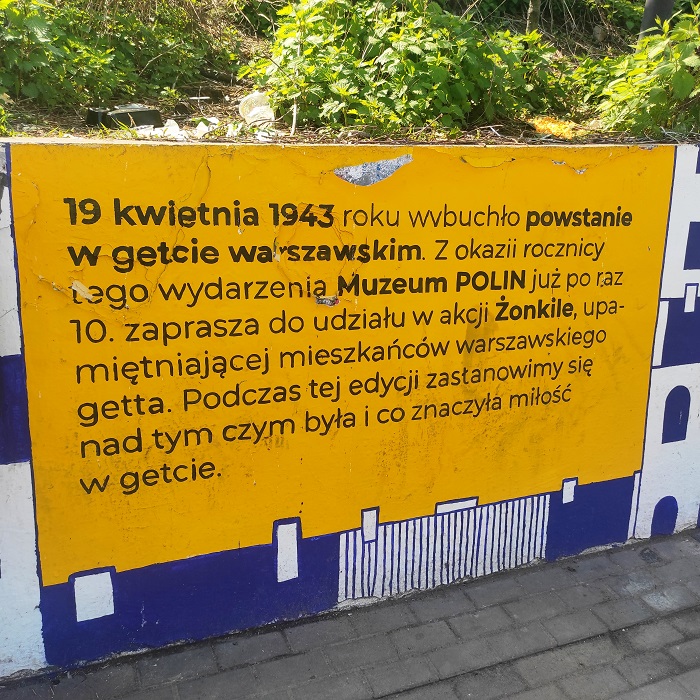 19 kwietnia 1943 roku wybuchło powstanie
w getcie warszawskim. Z okazii rocznicy
tego wydarzenia Muzeum POLIN już po raz
10. zaprasza do udziału w akcji Żonkile, upa-
miętniającej mieszkańców warszawskiego
getta. Podczas tej edycji zastanowimy się
nad tym czym była i co znaczyła miłość
w getcie.